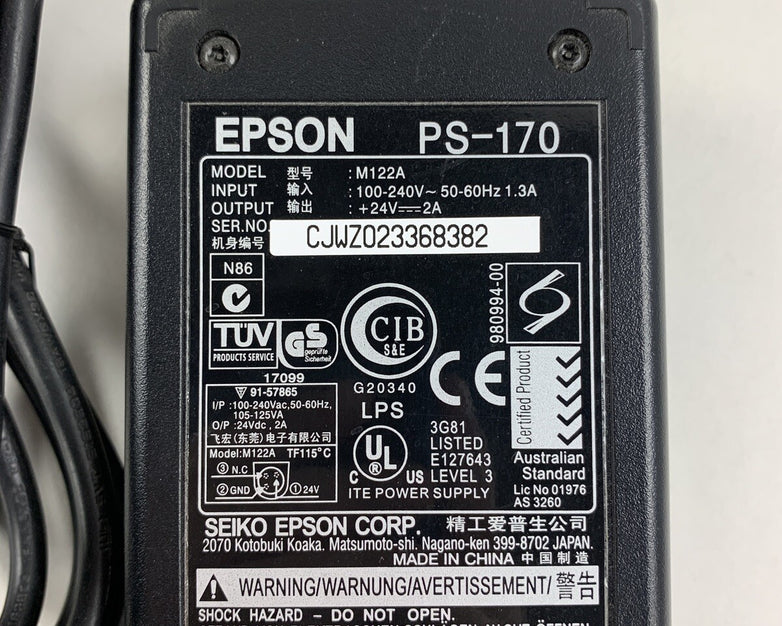 EPSON PS-170
MODEL 型号 : M122A
INPUT 输入 : 100-240V~ 50-60Hz 1.3A
OUTPUT 输出 : +24V⎓2A
SER.NO.
机身编号
CJWZ023368382
N86
TÜV
PRODUCTS SERVICE
GS
geprüfte
Sicherheit
CIB
S&E
G20340
LPS
980994-00
CE
Certified Product
Australian
Standard
Lic No 01976
AS 3260
17099
91-57865
I/P :100-240Vac,50-60Hz,
105-125VA
O/P :24Vdc , 2A
飞宏(东莞)电子有限公司
Model:M122A TF115°C
③ N.C
② GND ① 24V
C UL US
®
3G81
LISTED
E127643
LEVEL 3
ITE POWER SUPPLY
SEIKO EPSON CORP. 精工爱普生公司
2070 Kotobuki Koaka. Matsumoto-shi. Nagano-ken 399-8702 JAPAN.
MADE IN CHINA 中国制造
WARNING/WARNUNG/AVERTISSEMENT/警告
SHOCK HAZARD – DO NOT OPEN.